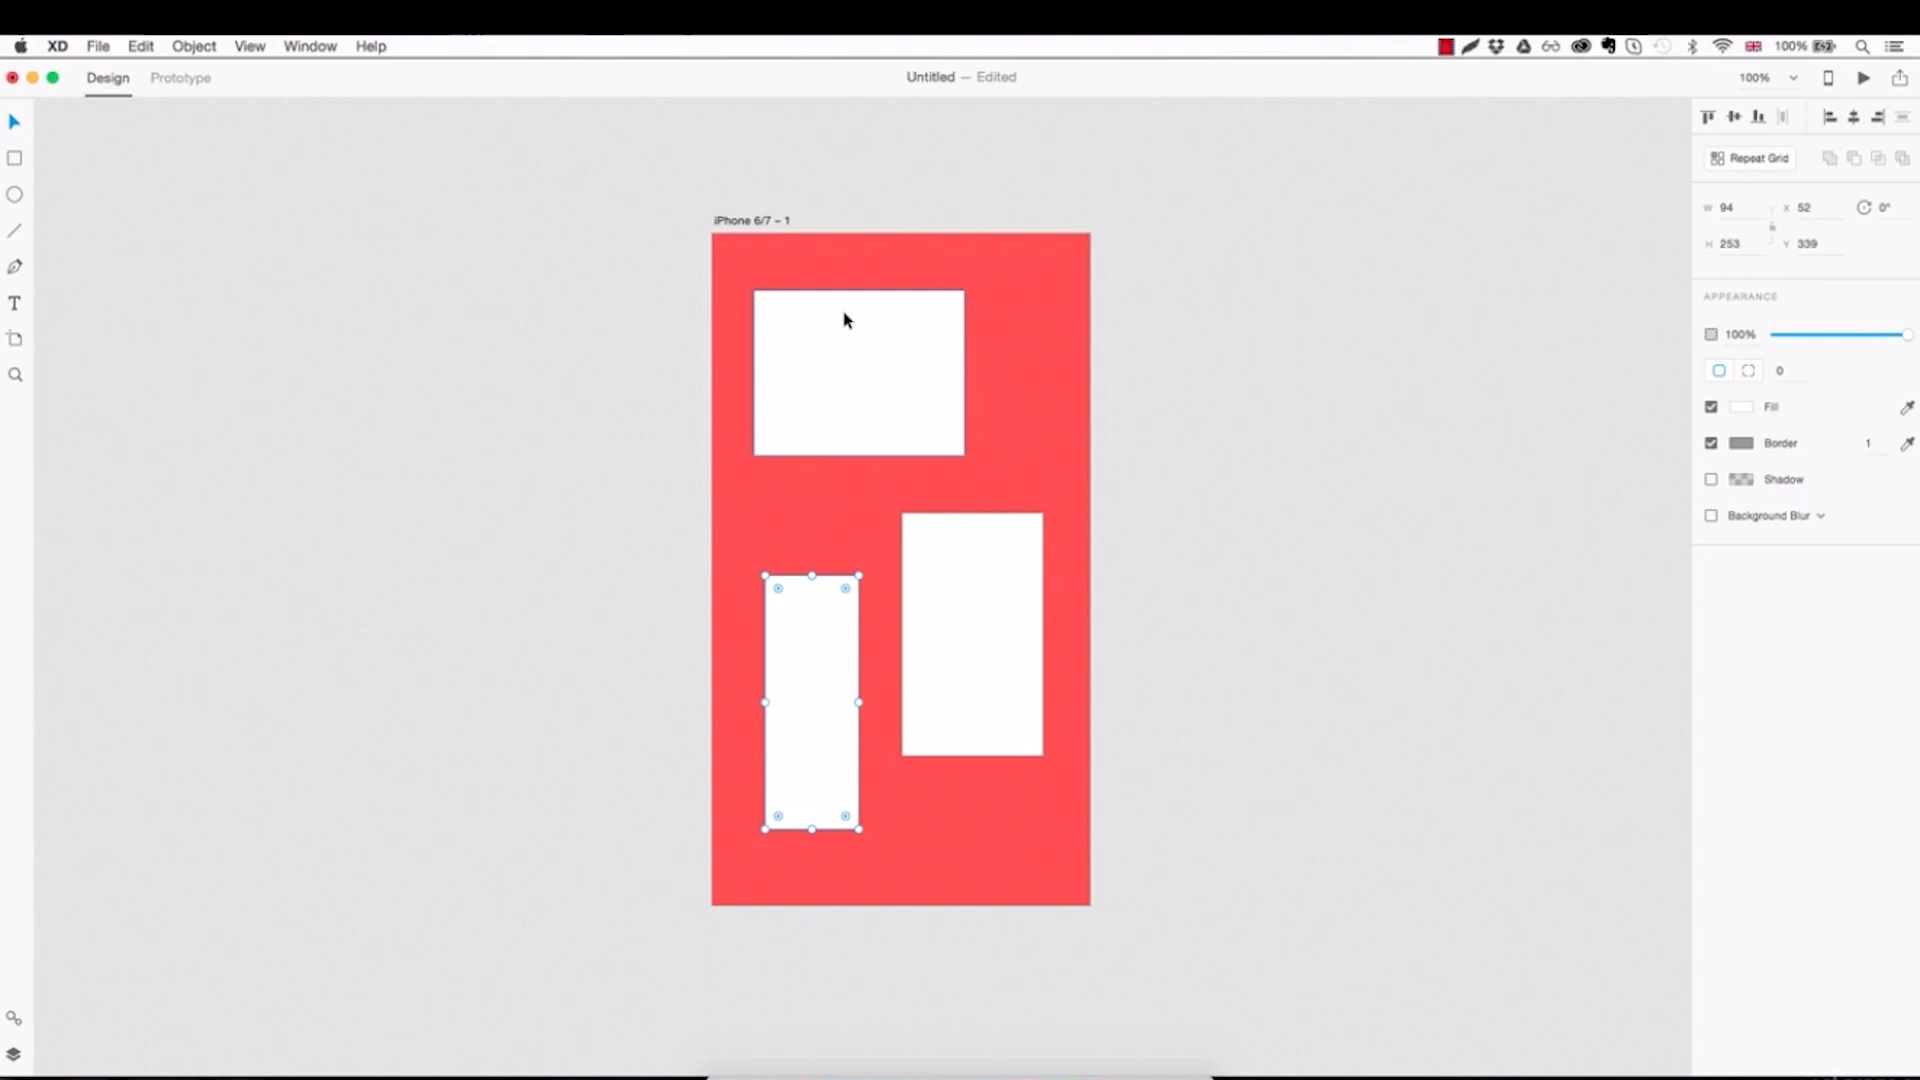 XD File Edit Object View Window Help 100%
Design Prototype Untitled — Edited 100%
iPhone 6/7 – 1
Repeat Grid
W 94 X 52 0°
H 253 Y 339
APPEARANCE
100%
0
Fill
Border 1
Shadow
Background Blur
T